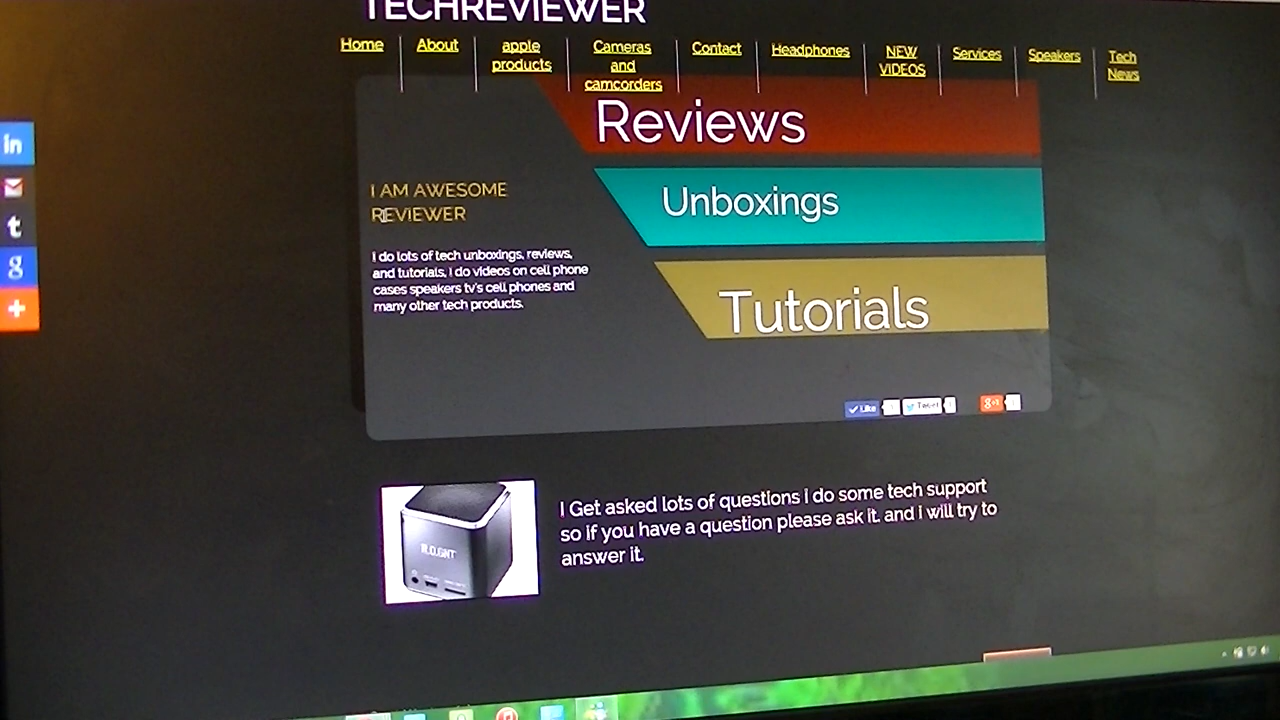 TECHREVIEWER
Home About apple products Cameras and camcorders Contact Headphones NEW VIDEOS Services Speakers Tech News
Reviews
Unboxings
Tutorials
I AM AWESOME
REVIEWER
i do lots of tech unboxings, reviews,
and tutorials, i do videos on cell phone
cases speakers tv's cell phones and
many other tech products.
in
t
g
+
Like Tweet g+1
I Get asked lots of questions i do some tech support
so if you have a question please ask it. and i will try to
answer it.